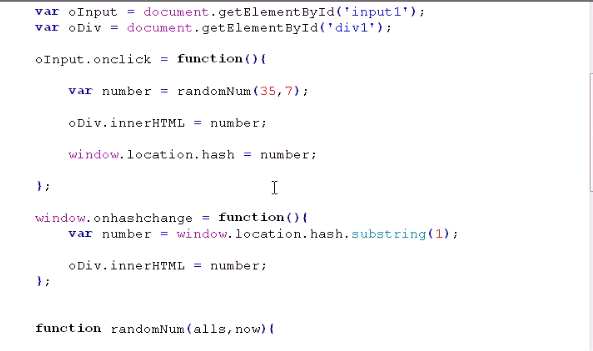 var oInput = document.getElementById('input1');
var oDiv = document.getElementById('div1');
oInput.onclick = function(){
var number = randomNum(35,7);
oDiv.innerHTML = number;
window.location.hash = number;
};
window.onhashchange = function(){
var number = window.location.hash.substring(1);
oDiv.innerHTML = number;
};
function randomNum(alls,now){